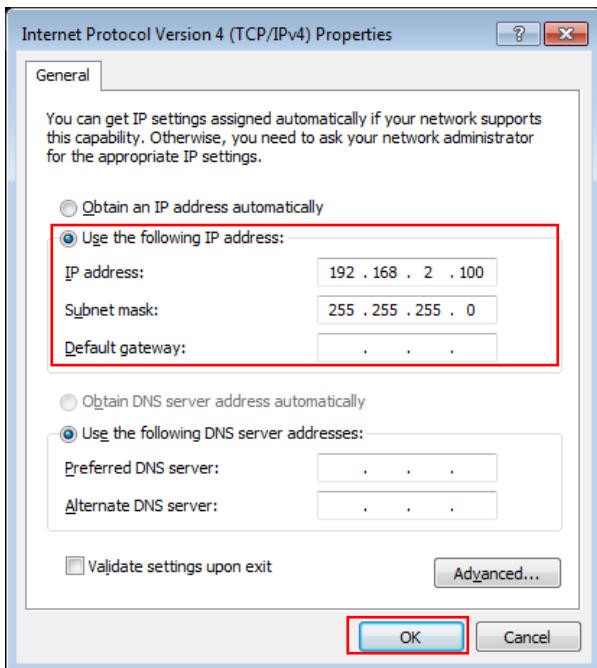 Internet Protocol Version 4 (TCP/IPv4) Properties
?
General
You can get IP settings assigned automatically if your network supports
this capability. Otherwise, you need to ask your network administrator
for the appropriate IP settings.
Obtain an IP address automatically
Use the following IP address:
IP address: 192 . 168 . 2 . 100
Subnet mask: 255 . 255 . 255 . 0
Default gateway: . . .
Obtain DNS server address automatically
Use the following DNS server addresses:
Preferred DNS server: . . .
Alternate DNS server: . . .
Validate settings upon exit
Advanced...
OK Cancel